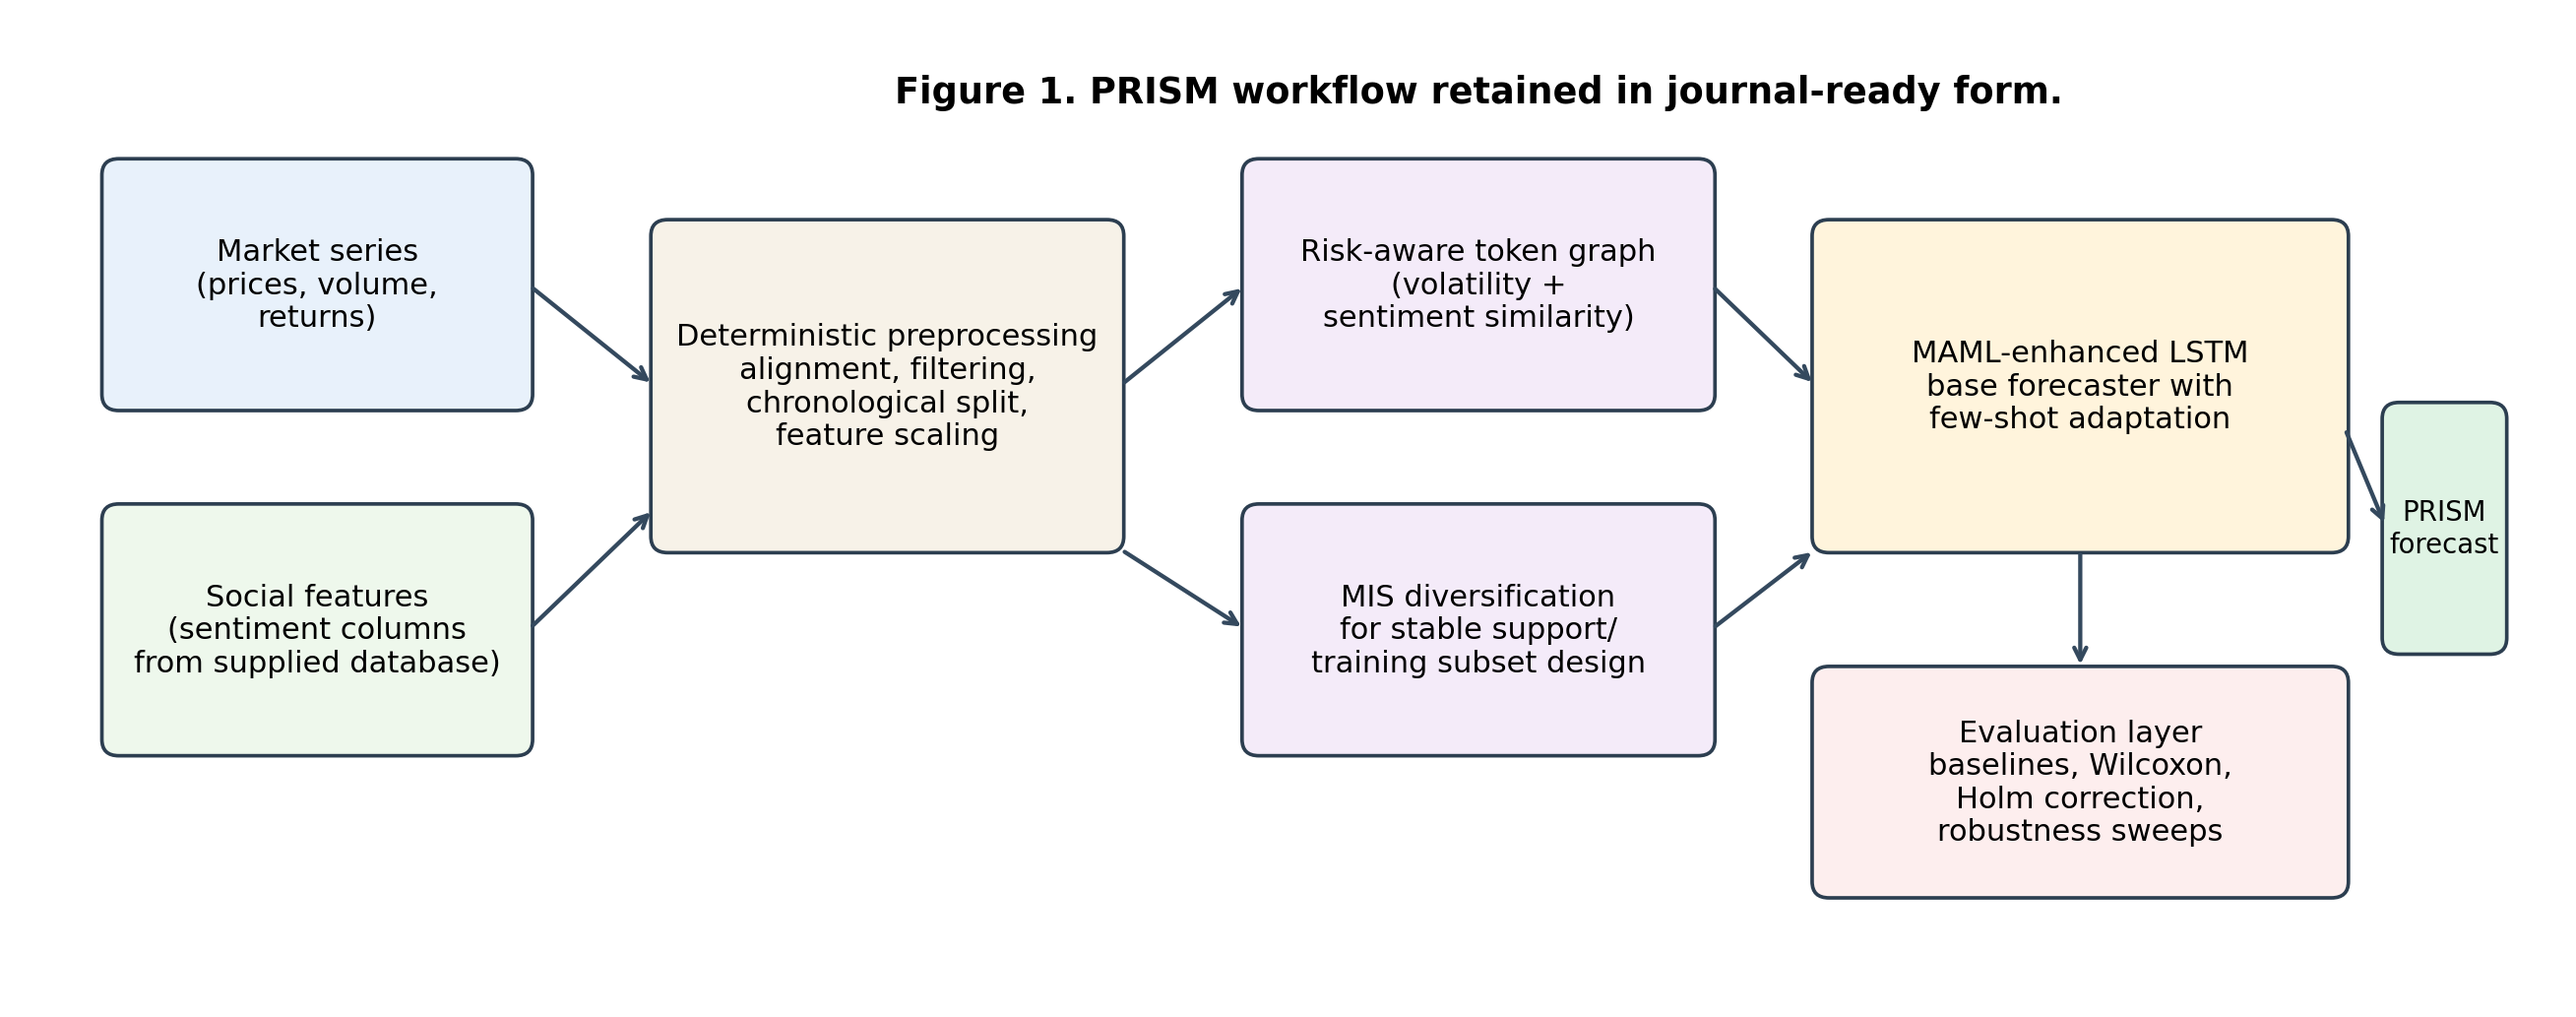 Figure 1. PRISM workflow retained in journal-ready form.
Market series
(prices, volume,
returns)
Social features
(sentiment columns
from supplied database)
Deterministic preprocessing
alignment, filtering,
chronological split,
feature scaling
Risk-aware token graph
(volatility +
sentiment similarity)
MIS diversification
for stable support/
training subset design
MAML-enhanced LSTM
base forecaster with
few-shot adaptation
Evaluation layer
baselines, Wilcoxon,
Holm correction,
robustness sweeps
PRISM
forecast